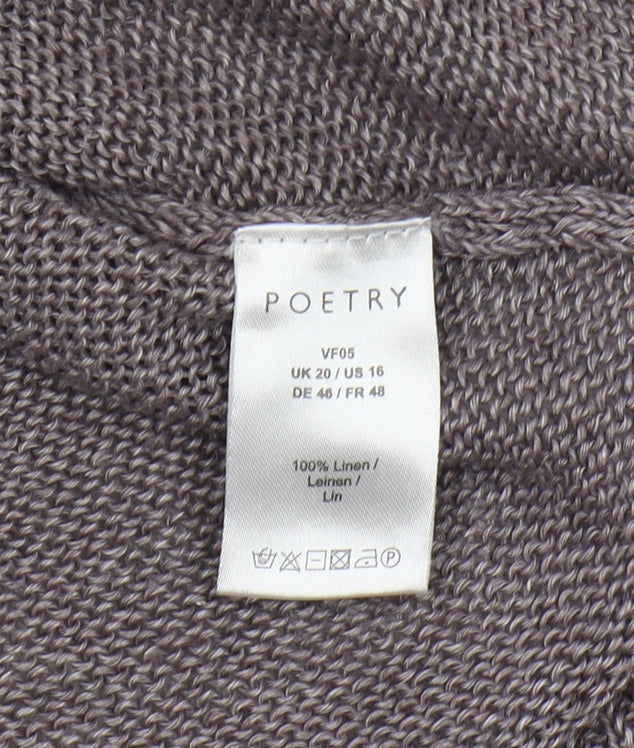 POETRY
VF05
UK 20 / US 16
DE 46 / FR 48
100% Linen /
Leinen /
Lin
P